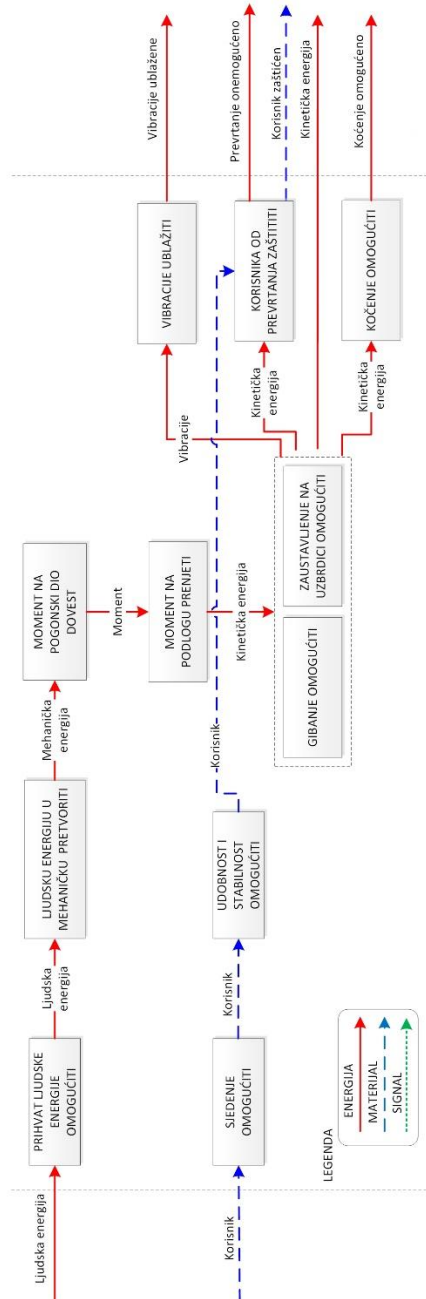 Ljudska energija
PRIHVAT LJUDSKE
ENERGIJE
OMOGUĆITI
Ljudska
energija
LJUDSKU ENERGIJU U
MEHANIČKU PRETVORITI
Mehanička
energija
MOMENT NA
POGONSKI DIO
DOVEST
Moment
MOMENT NA
PODLOGU PRENJETI
Kinetička energija
GIBANJE OMOGUĆITI
ZAUSTAVLJENJE NA
UZBRDICI OMOGUĆITI
Vibracije
VIBRACIJE UBLAŽITI
Vibracije ublažene
Kinetička
energija
KORISNIKA OD
PREVRTANJA ZAŠTITITI
Prevrtanje onemogućeno
Korisnik zaštićen
Kinetička energija
Kinetička
energija
KOČENJE OMOGUĆITI
Koćenje omogućeno
Korisnik
SJEDENJE OMOGUĆITI
Korisnik
UDOBNOST I
STABILNOST
OMOGUĆITI
Korisnik
LEGENDA
ENERGIJA
MATERIJAL
SIGNAL